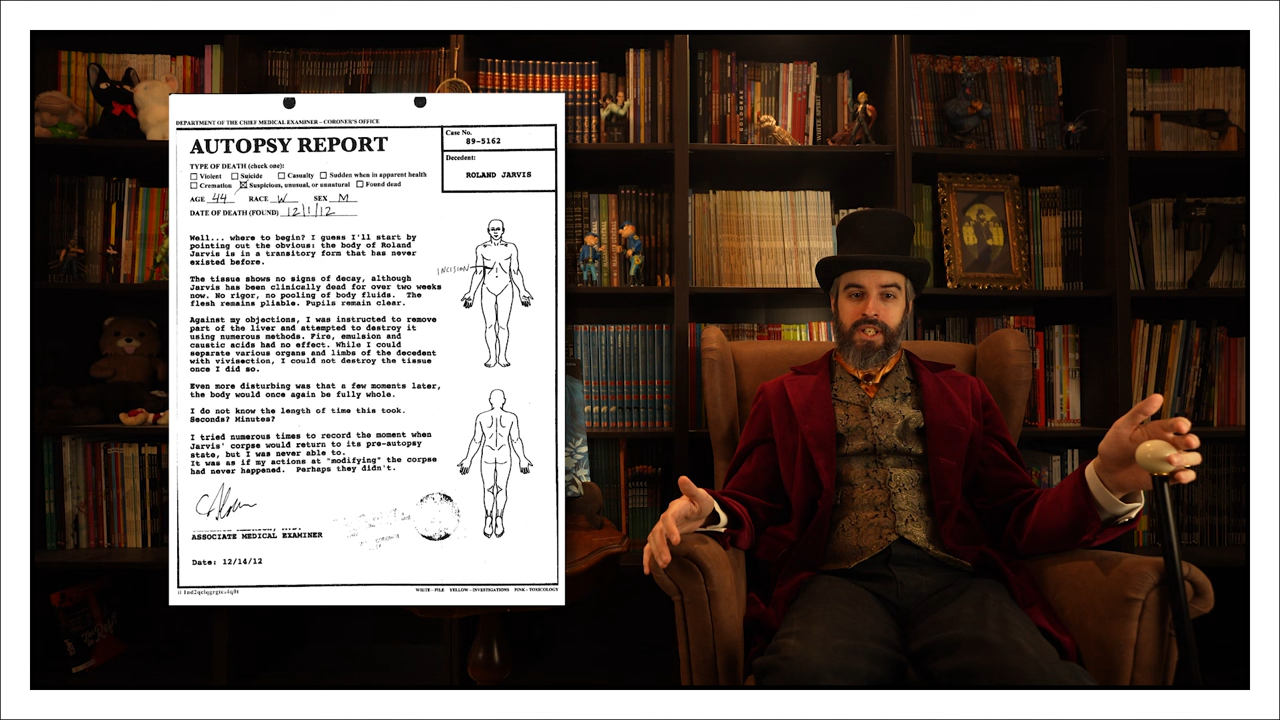 DEPARTMENT OF THE CHIEF MEDICAL EXAMINER – CORONER'S OFFICE
AUTOPSY REPORT
Case No.
89-5162
Decedent:
ROLAND JARVIS
TYPE OF DEATH (check one):
Violent Suicide Casualty Sudden when in apparent health
Cremation Suspicious, unusual, or unnatural Found dead
AGE 44 RACE W SEX M
DATE OF DEATH (FOUND) 12/1/12
Well... where to begin? I guess I'll start by
pointing out the obvious: the body of Roland
Jarvis is in a transitory form that has never
existed before.
INCISION
The tissue shows no signs of decay, although
Jarvis has been clinically dead for over two weeks
now. No rigor, no pooling of body fluids. The
flesh remains pliable. Pupils remain clear.
Against my objections, I was instructed to remove
part of the liver and attempted to destroy it
using numerous methods. Fire, emulsion and
caustic acids had no effect. While I could
separate various organs and limbs of the decedent
with vivisection, I could not destroy the tissue
once I did so.
Even more disturbing was that a few moments later,
the body would once again be fully whole.
I do not know the length of time this took.
Seconds? Minutes?
I tried numerous times to record the moment when
Jarvis' corpse would return to its pre-autopsy
state, but I was never able to.
It was as if my actions at "modifying" the corpse
had never happened. Perhaps they didn't.
ASSOCIATE MEDICAL EXAMINER
Date: 12/14/12
WHITE - FILE YELLOW - INVESTIGATIONS PINK - TOXICOLOGY
WHITE SPIRIT